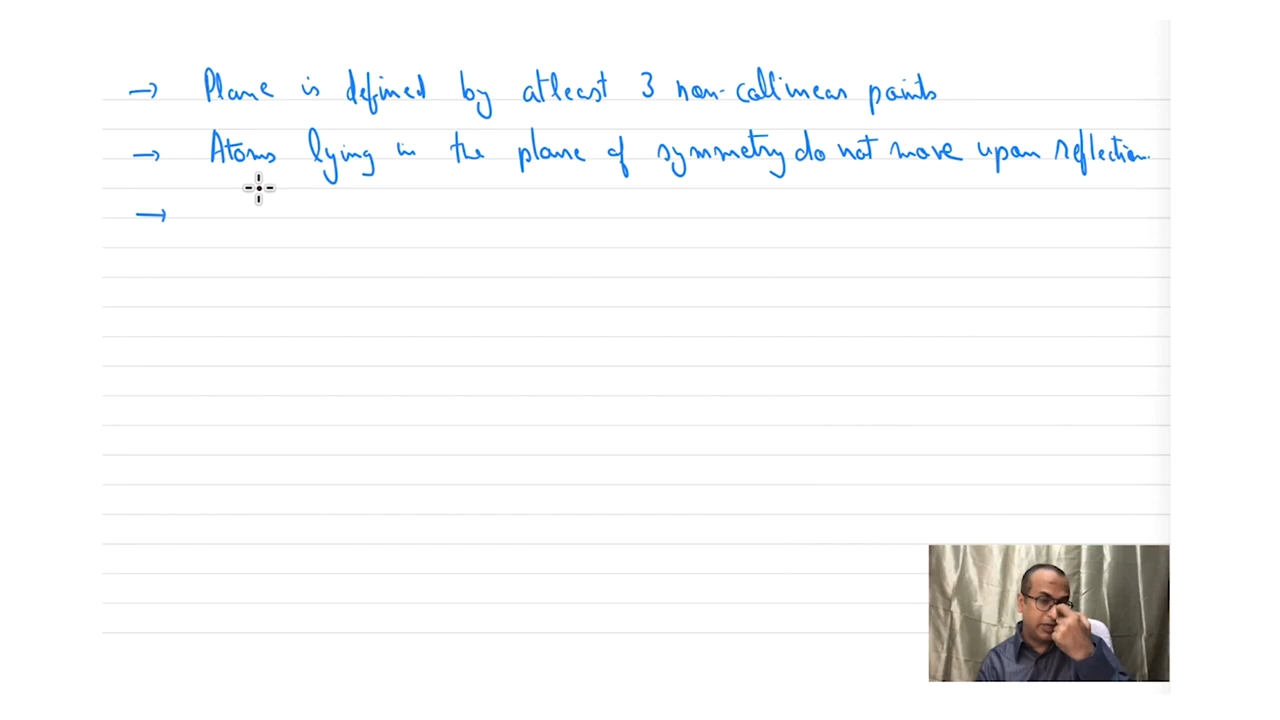 → Plane is defined by atleast 3 non-collinear points
→ Atoms lying in the plane of symmetry do not move upon reflection.
→